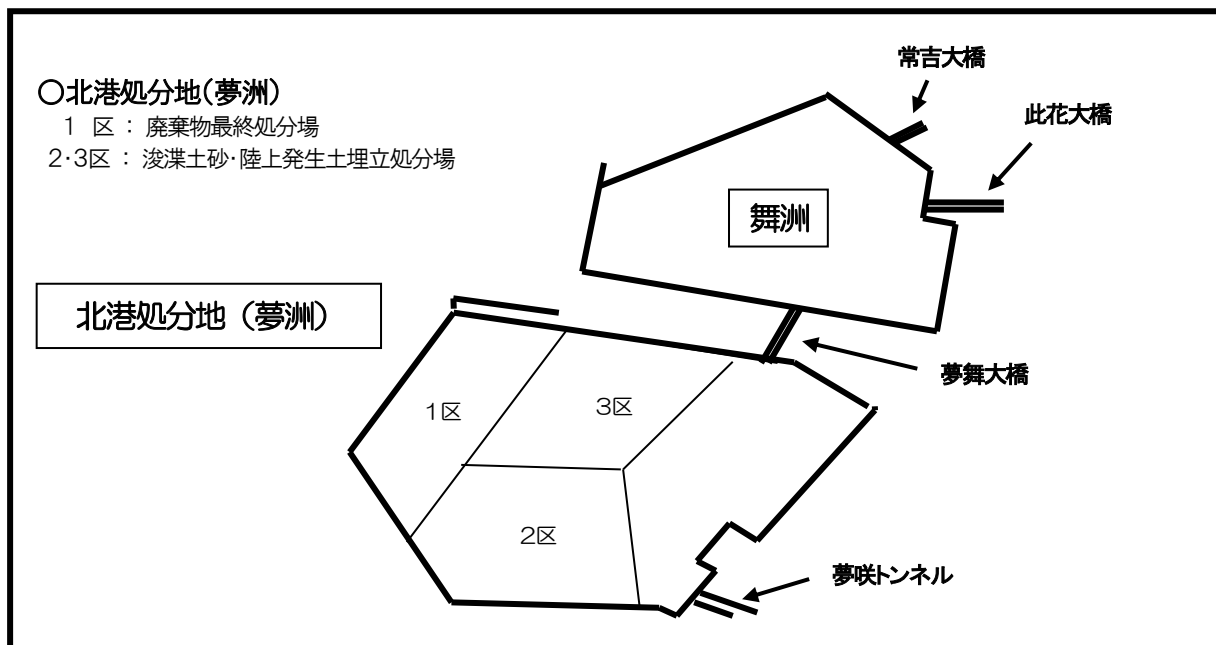 ○北港処分地(夢洲)
1 区 : 廃棄物最終処分場
2・3区 : 浚渫土砂・陸上発生土埋立処分場
常吉大橋
此花大橋
舞洲
北港処分地 (夢洲)
夢舞大橋
1区
3区
2区
夢咲トンネル